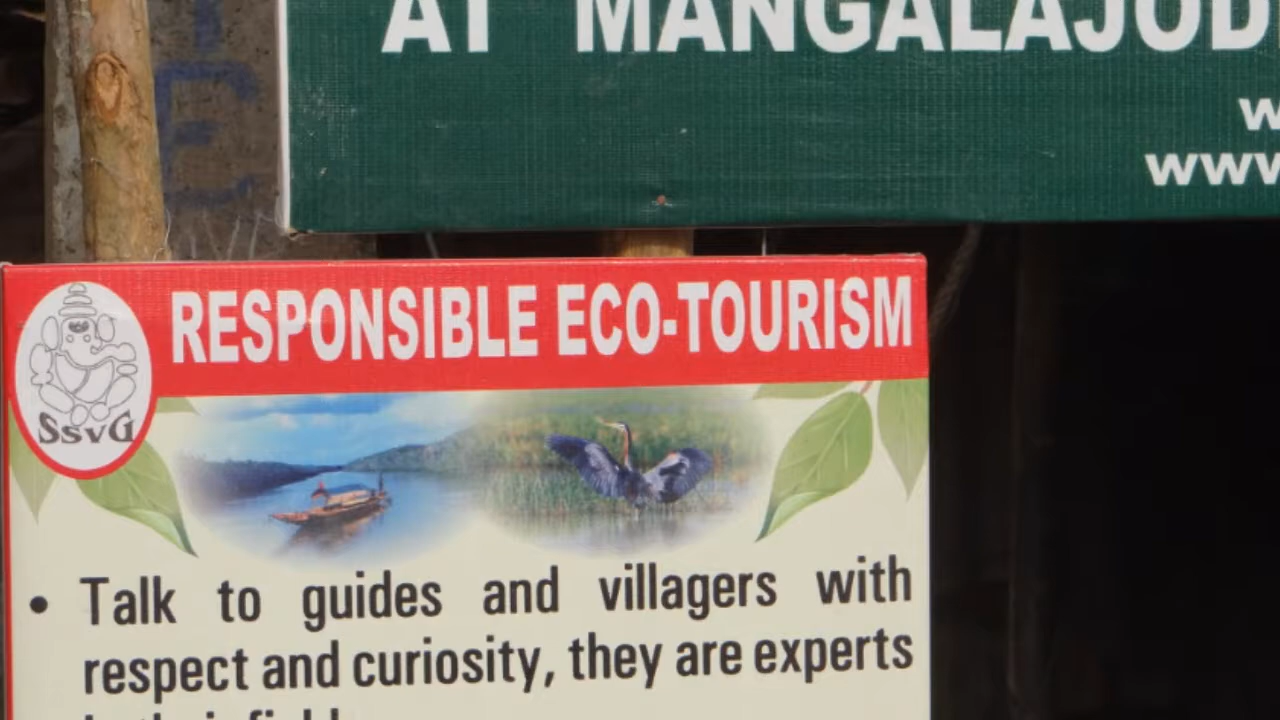 AT MANGALAJOD
w
www
RESPONSIBLE ECO-TOURISM
SsvG
• Talk to guides and villagers with
respect and curiosity, they are experts